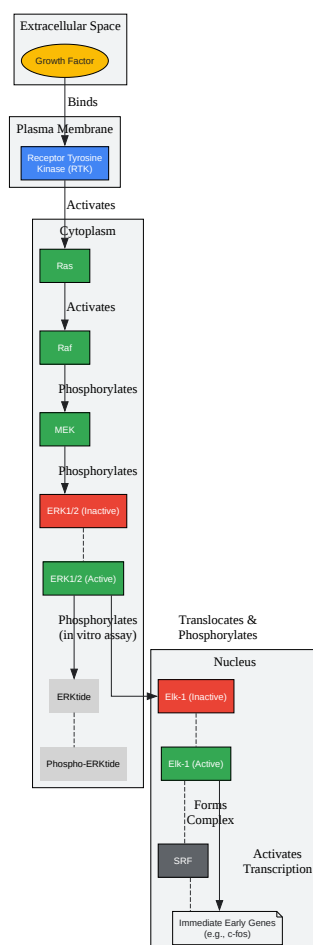 Extracellular Space
Growth Factor
Binds
Plasma Membrane
Receptor Tyrosine
Kinase (RTK)
Activates
Cytoplasm
Ras
Activates
Raf
Phosphorylates
MEK
Phosphorylates
ERK1/2 (Inactive)
ERK1/2 (Active)
Phosphorylates
(in vitro assay)
Translocates &
Phosphorylates
Nucleus
ERKtide
Elk-1 (Inactive)
Phospho-ERKtide
Elk-1 (Active)
Forms
Complex
SRF
Activates
Transcription
Immediate Early Genes
(e.g., c-fos)